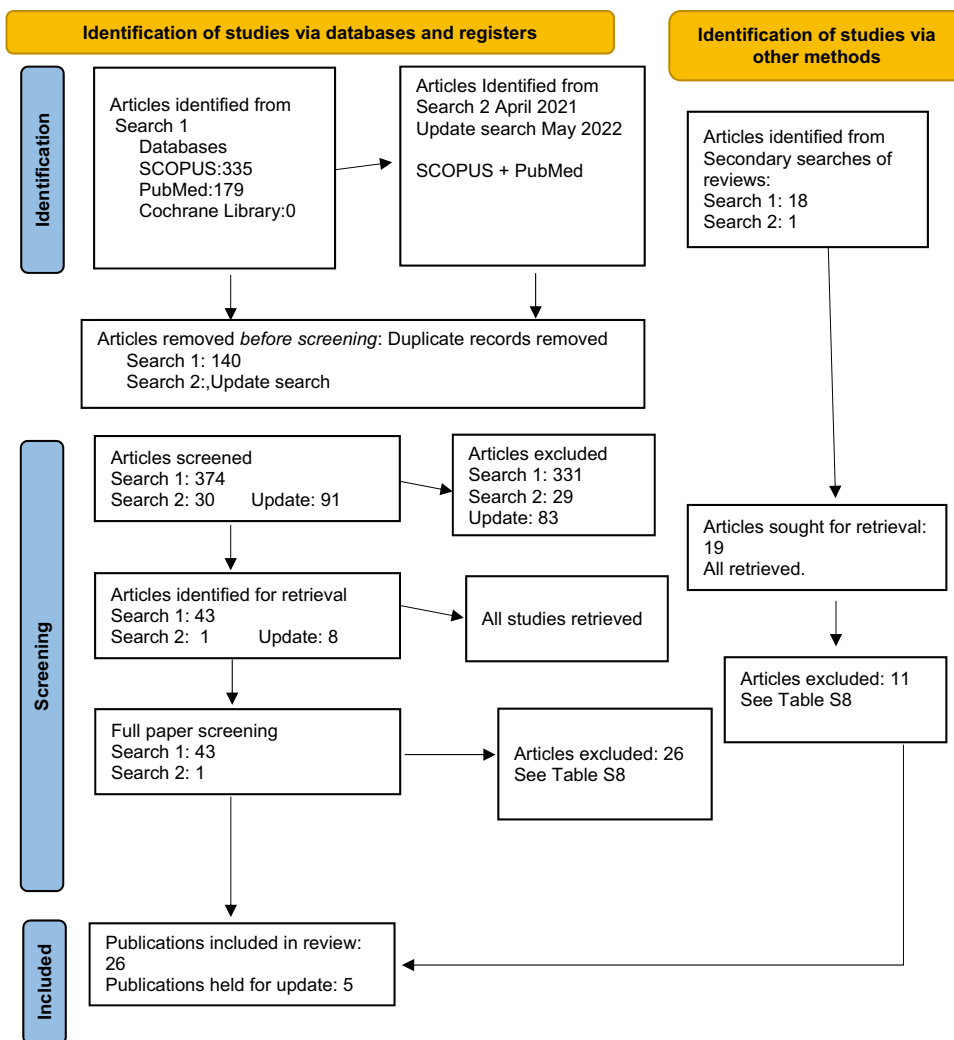 Identification of studies via databases and registers
Identification of studies via
other methods
Identification
Articles identified from
Search 1
Databases
SCOPUS:335
PubMed:179
Cochrane Library:0
Articles Identified from
Search 2 April 2021
Update search May 2022
SCOPUS + PubMed
Articles identified from
Secondary searches of
reviews:
Search 1: 18
Search 2: 1
Articles removed before screening: Duplicate records removed
Search 1: 140
Search 2:,Update search
Screening
Articles screened
Search 1: 374
Search 2: 30 Update: 91
Articles excluded
Search 1: 331
Search 2: 29
Update: 83
Articles sought for retrieval:
19
All retrieved.
Articles identified for retrieval
Search 1: 43
Search 2: 1 Update: 8
All studies retrieved
Articles excluded: 11
See Table S8
Full paper screening
Search 1: 43
Search 2: 1
Articles excluded: 26
See Table S8
Included
Publications included in review:
26
Publications held for update: 5